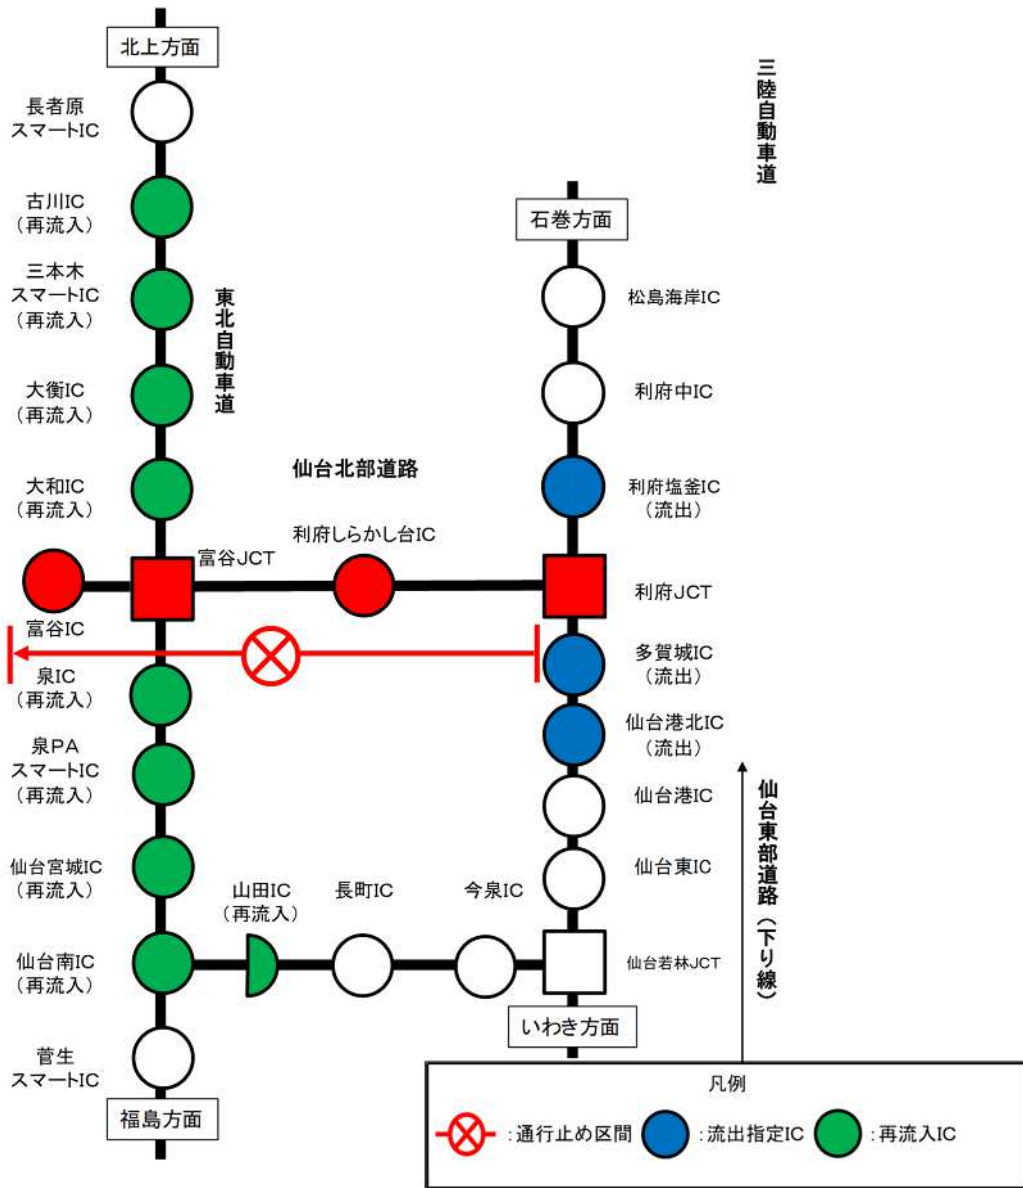 北上方面
長者原
スマートIC
古川IC
(再流入)
三本木
スマートIC
(再流入)
大衡IC
(再流入)
大和IC
(再流入)
富谷JCT
富谷IC
泉IC
(再流入)
泉PA
スマートIC
(再流入)
仙台宮城IC
(再流入)
仙台南IC
(再流入)
菅生
スマートIC
福島方面
東北自動車道
仙台北部道路
利府しらかし台IC
山田IC
(再流入)
長町IC
今泉IC
三陸自動車道
石巻方面
松島海岸IC
利府中IC
利府塩釜IC
(流出)
利府JCT
多賀城IC
(流出)
仙台港北IC
(流出)
仙台港IC
仙台東IC
仙台若林JCT
いわき方面
仙台東部道路(下り線)
凡例
:通行止め区間
:流出指定IC
:再流入IC